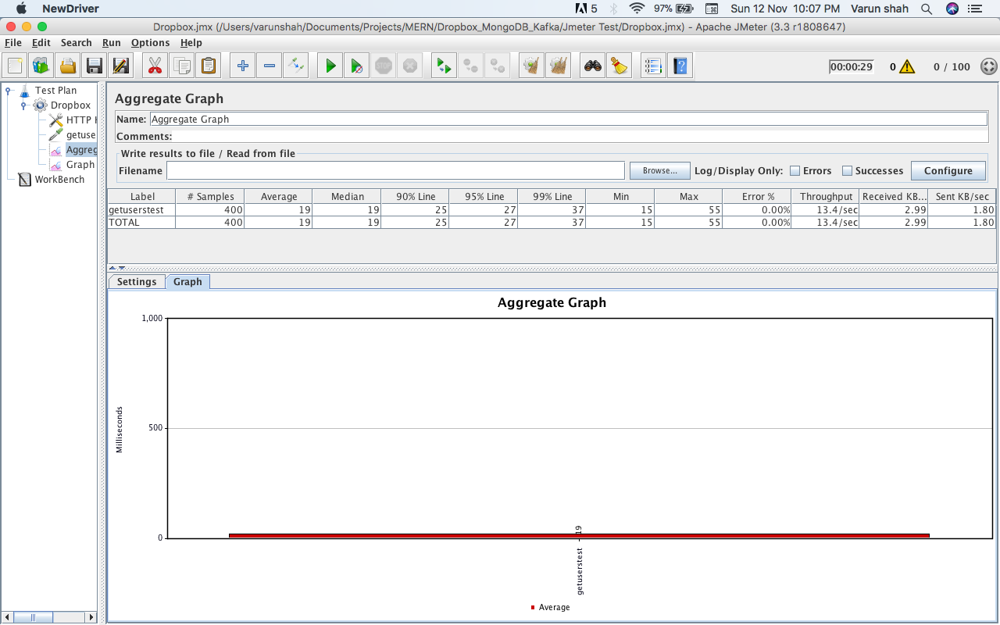 NewDriver 5 97% Sun 12 Nov 10:07 PM Varun shah
Dropbox.jmx (/Users/varunshah/Documents/Projects/MERN/Dropbox_MongoDB_Kafka/Jmeter Test/Dropbox.jmx) - Apache JMeter (3.3 r1808647)
File Edit Search Run Options Help
STOP 00:00:29 0 0 / 100
Test Plan
Dropbox
HTTP
getuse
Aggreg
Graph
WorkBench
Aggregate Graph
Name: Aggregate Graph
Comments:
Write results to file / Read from file
Filename Browse... Log/Display Only: Errors Successes Configure
Label # Samples Average Median 90% Line 95% Line 99% Line Min Max Error % Throughput Received KB... Sent KB/sec
getuserstest 400 19 19 25 27 37 15 55 0.00% 13.4/sec 2.99 1.80
TOTAL 400 19 19 25 27 37 15 55 0.00% 13.4/sec 2.99 1.80
Settings Graph
Aggregate Graph
1,000
500
0
Milliseconds
19
getuserstest
Average